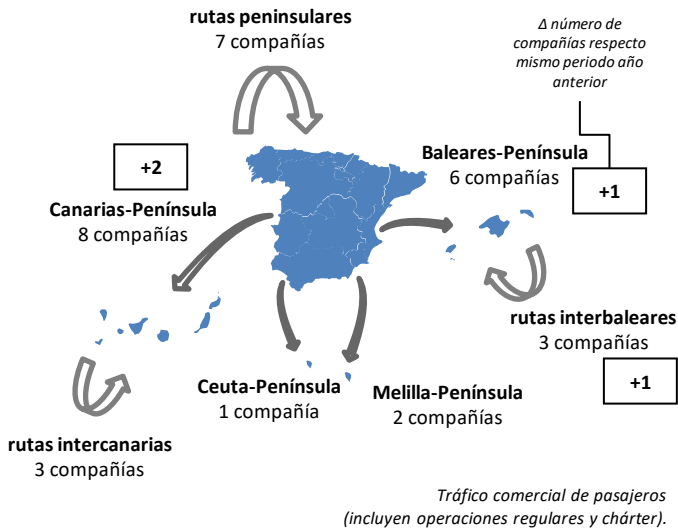 rutas peninsulares
7 compañías
Δ número de
compañías respecto
mismo periodo año
anterior
+2
Canarias-Península
8 compañías
Baleares-Península
6 compañías
+1
rutas interbaleares
3 compañías
+1
Ceuta-Península
1 compañía
Melilla-Península
2 compañías
rutas intercanarias
3 compañías
Tráfico comercial de pasajeros
(incluyen operaciones regulares y chárter).